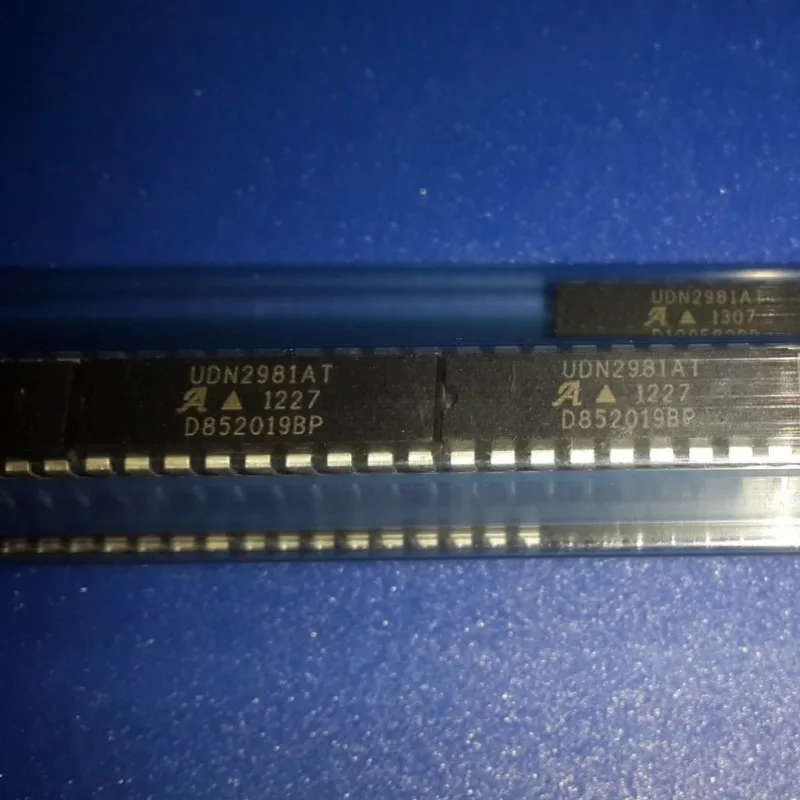 UDN2981AT
A ▲ 1307
UDN2981AT
A ▲ 1227
D852019BP
UDN2981AT
A ▲ 1227
D852019BP